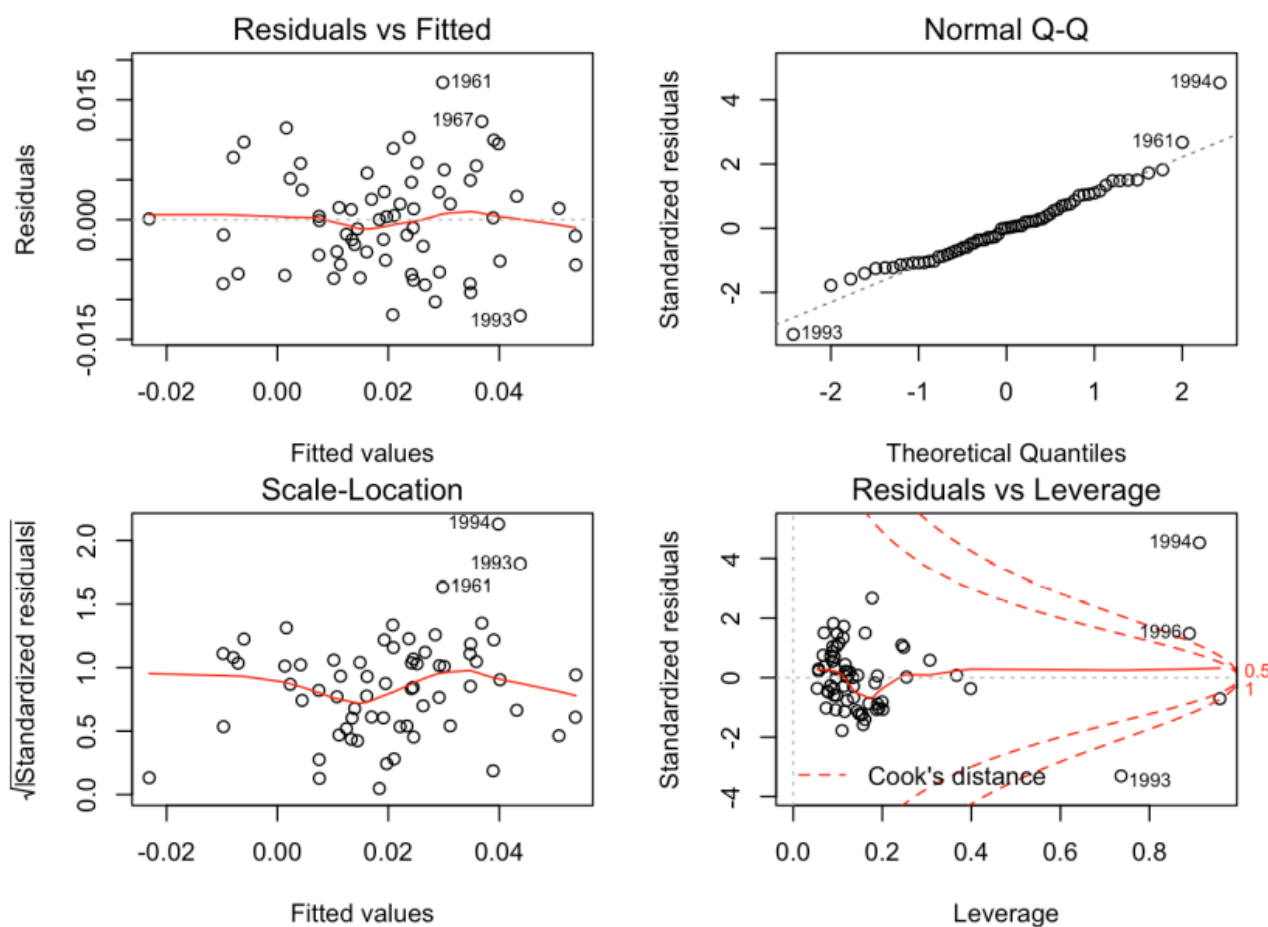 Residuals vs Fitted
Residuals
0.015
0.000
-0.015
1961
1967
1993
-0.02 0.00 0.02 0.04
Fitted values
Normal Q-Q
Standardized residuals
4
2
0
-2
1994
1961
1993
-2 -1 0 1 2
Theoretical Quantiles
Scale-Location
√|Standardized residuals|
2.0
1.5
1.0
0.5
0.0
1994
1993
1961
-0.02 0.00 0.02 0.04
Fitted values
Residuals vs Leverage
Standardized residuals
4
2
0
-2
-4
1994
1996
0.5
1
Cook's distance
1993
0.0 0.2 0.4 0.6 0.8
Leverage